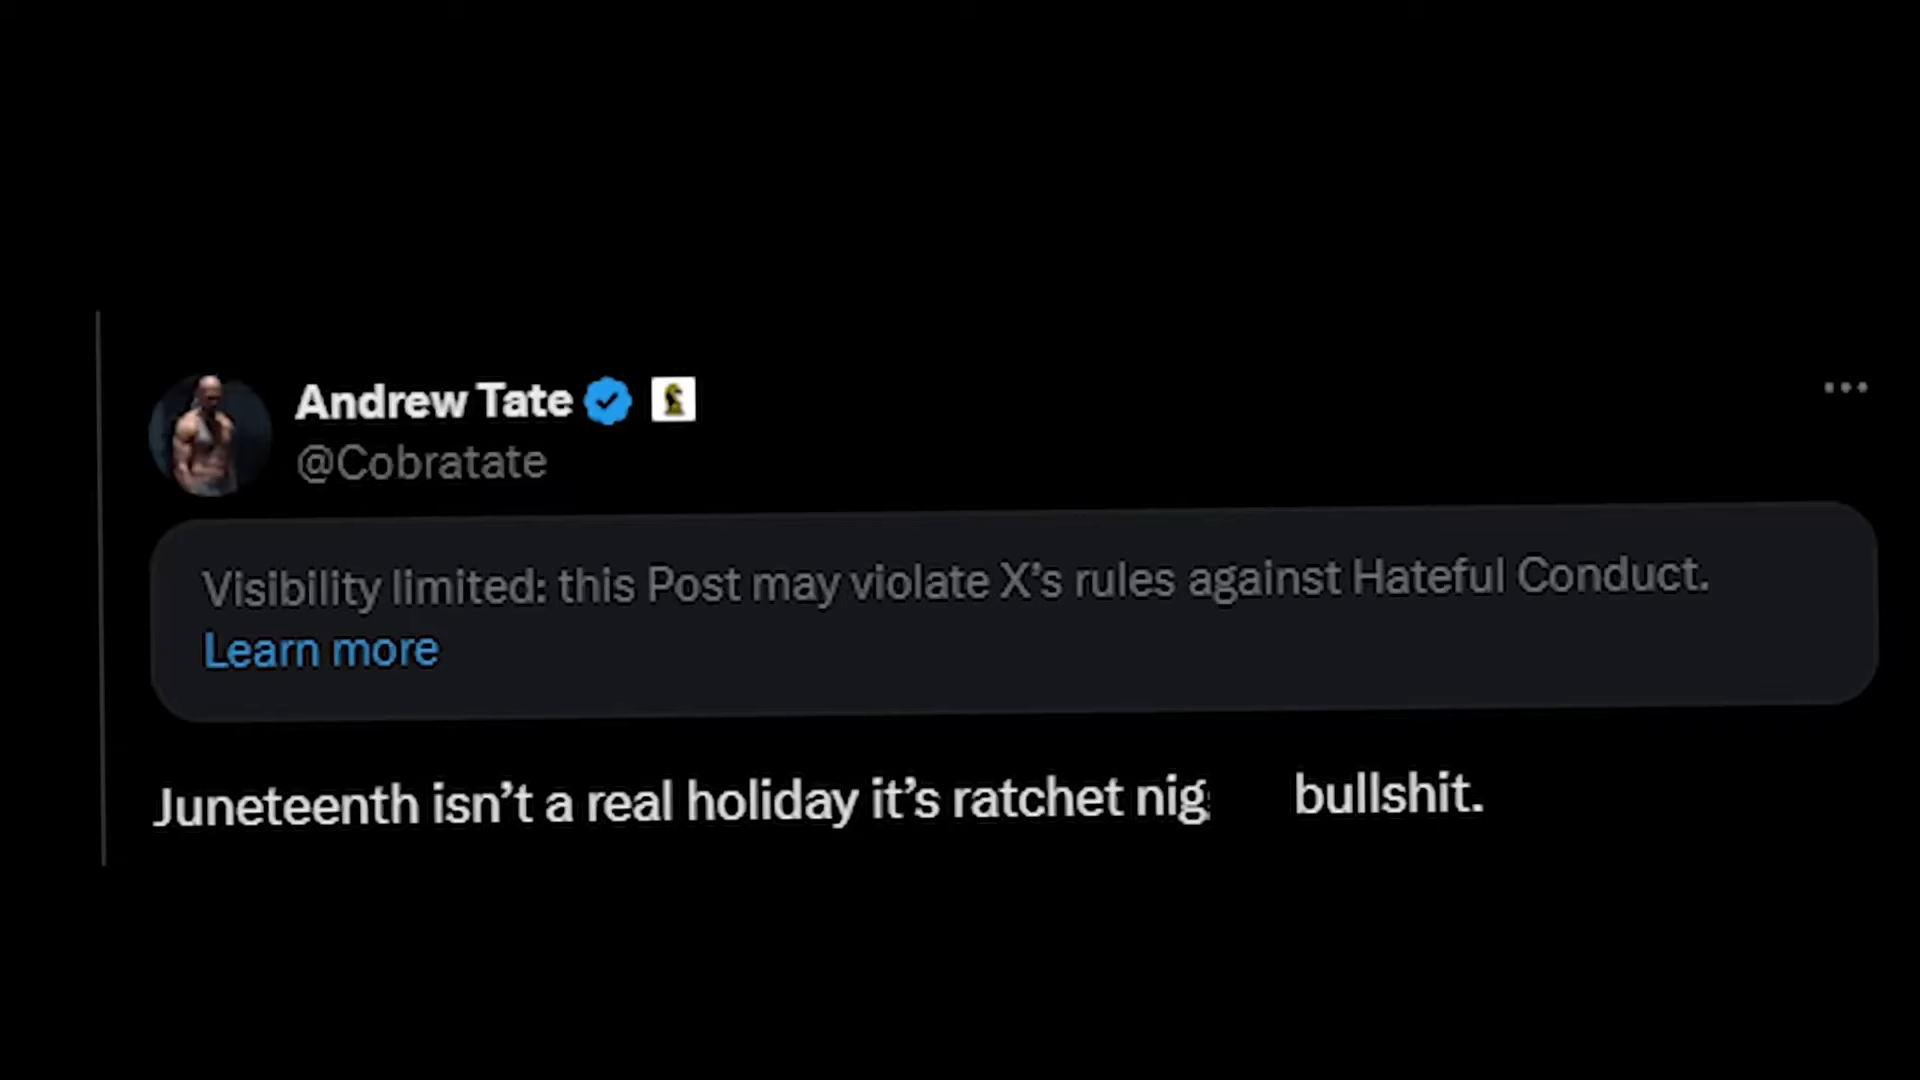 Andrew Tate
@Cobratate
Visibility limited: this Post may violate X's rules against Hateful Conduct.
Learn more
Juneteenth isn't a real holiday it's ratchet nig bullshit.